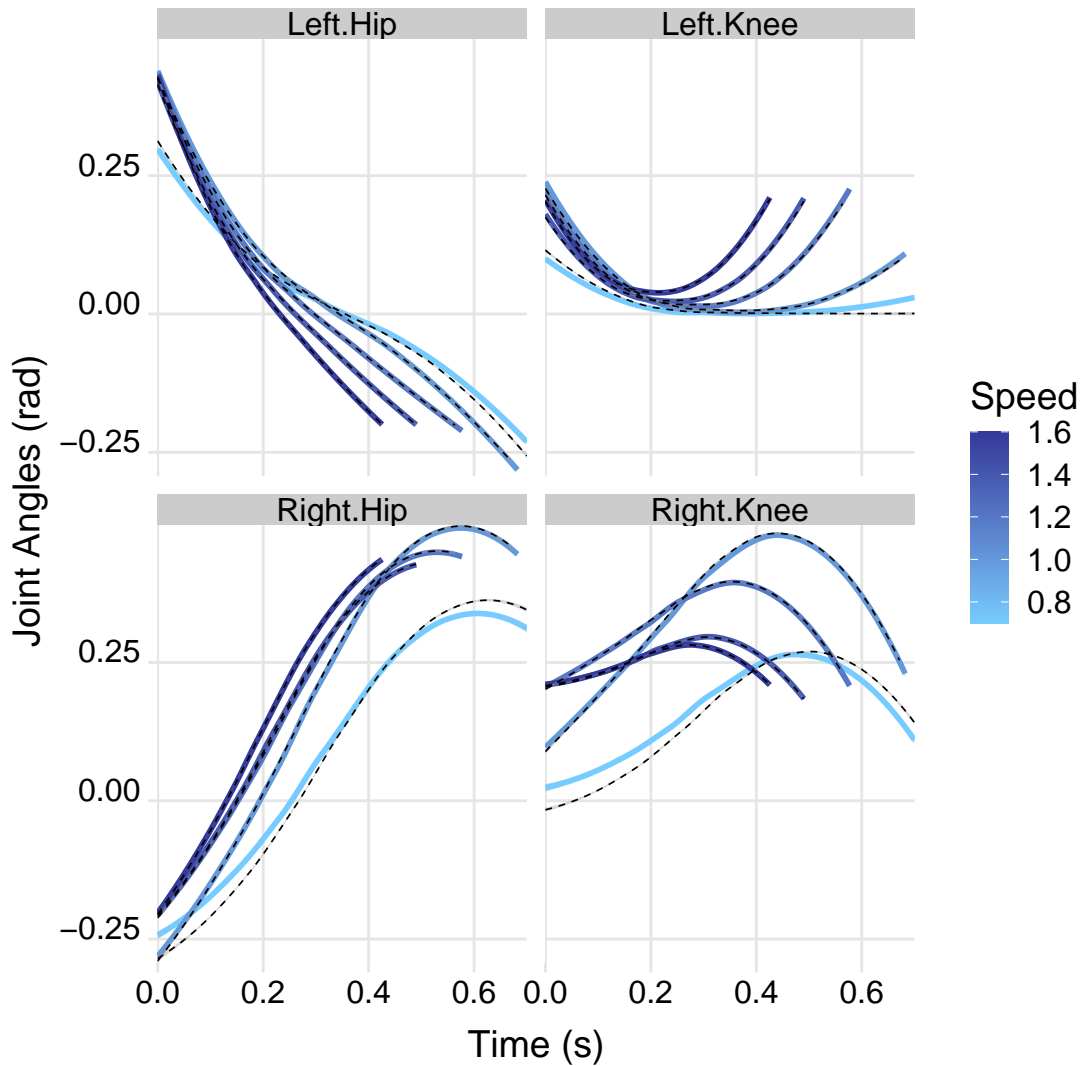 Left.Hip Left.Knee
0.25
0.00
−0.25
Right.Hip Right.Knee
0.25
0.00
−0.25
0.0 0.2 0.4 0.6 0.0 0.2 0.4 0.6
Time (s)
Joint Angles (rad)
Speed
1.6
1.4
1.2
1.0
0.8